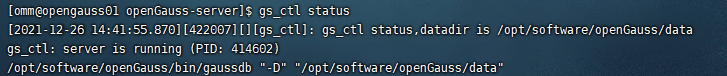 [omm@opengauss01 openGauss-server]$ gs_ctl status
[2021-12-26 14:41:55.870][422007][][gs_ctl]: gs_ctl status,datadir is /opt/software/openGauss/data
gs_ctl: server is running (PID: 414602)
/opt/software/openGauss/bin/gaussdb "-D" "/opt/software/openGauss/data"